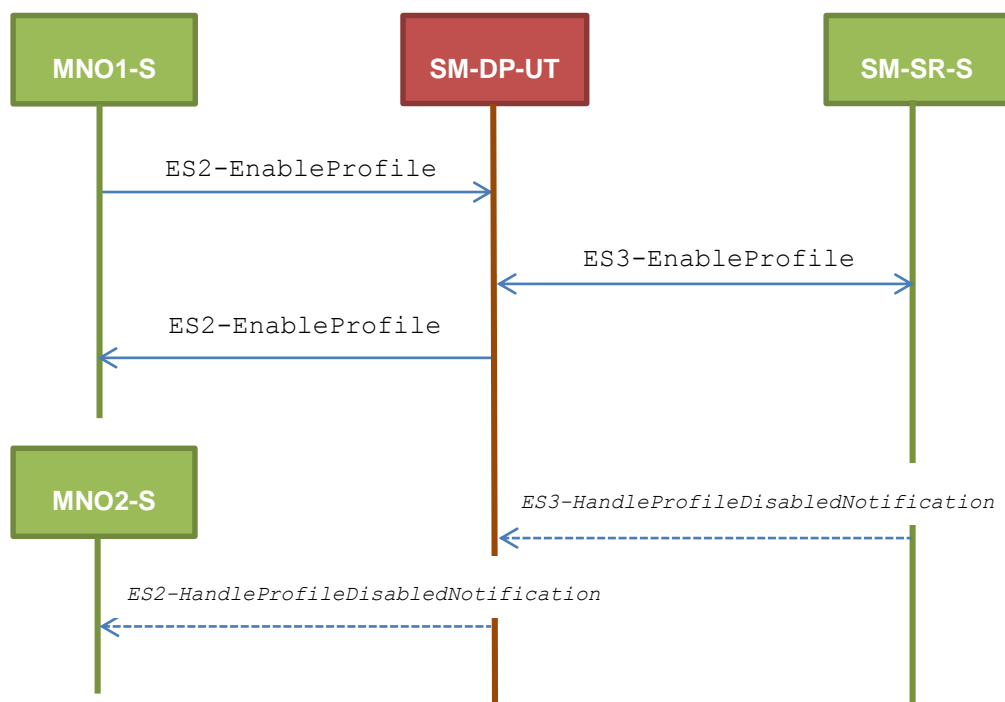 MNO1-S
SM-DP-UT
SM-SR-S
ES2-EnableProfile
ES3-EnableProfile
ES2-EnableProfile
MNO2-S
ES3-HandleProfileDisabledNotification
ES2-HandleProfileDisabledNotification